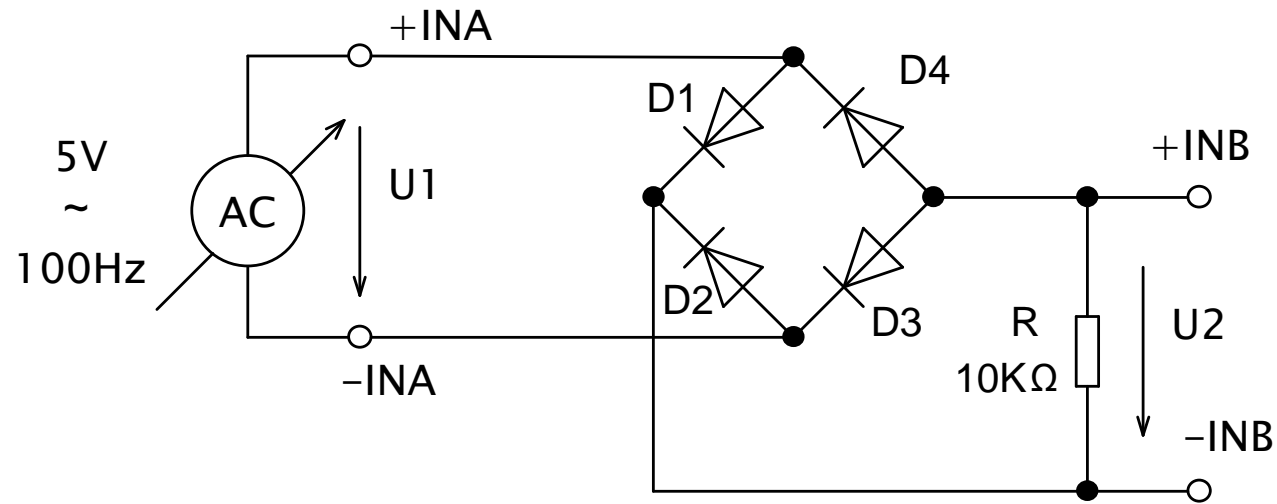 +INA
D1
D4
5V
~
100Hz
AC
U1
+INB
D2
D3
R
10KΩ
U2
−INA
−INB